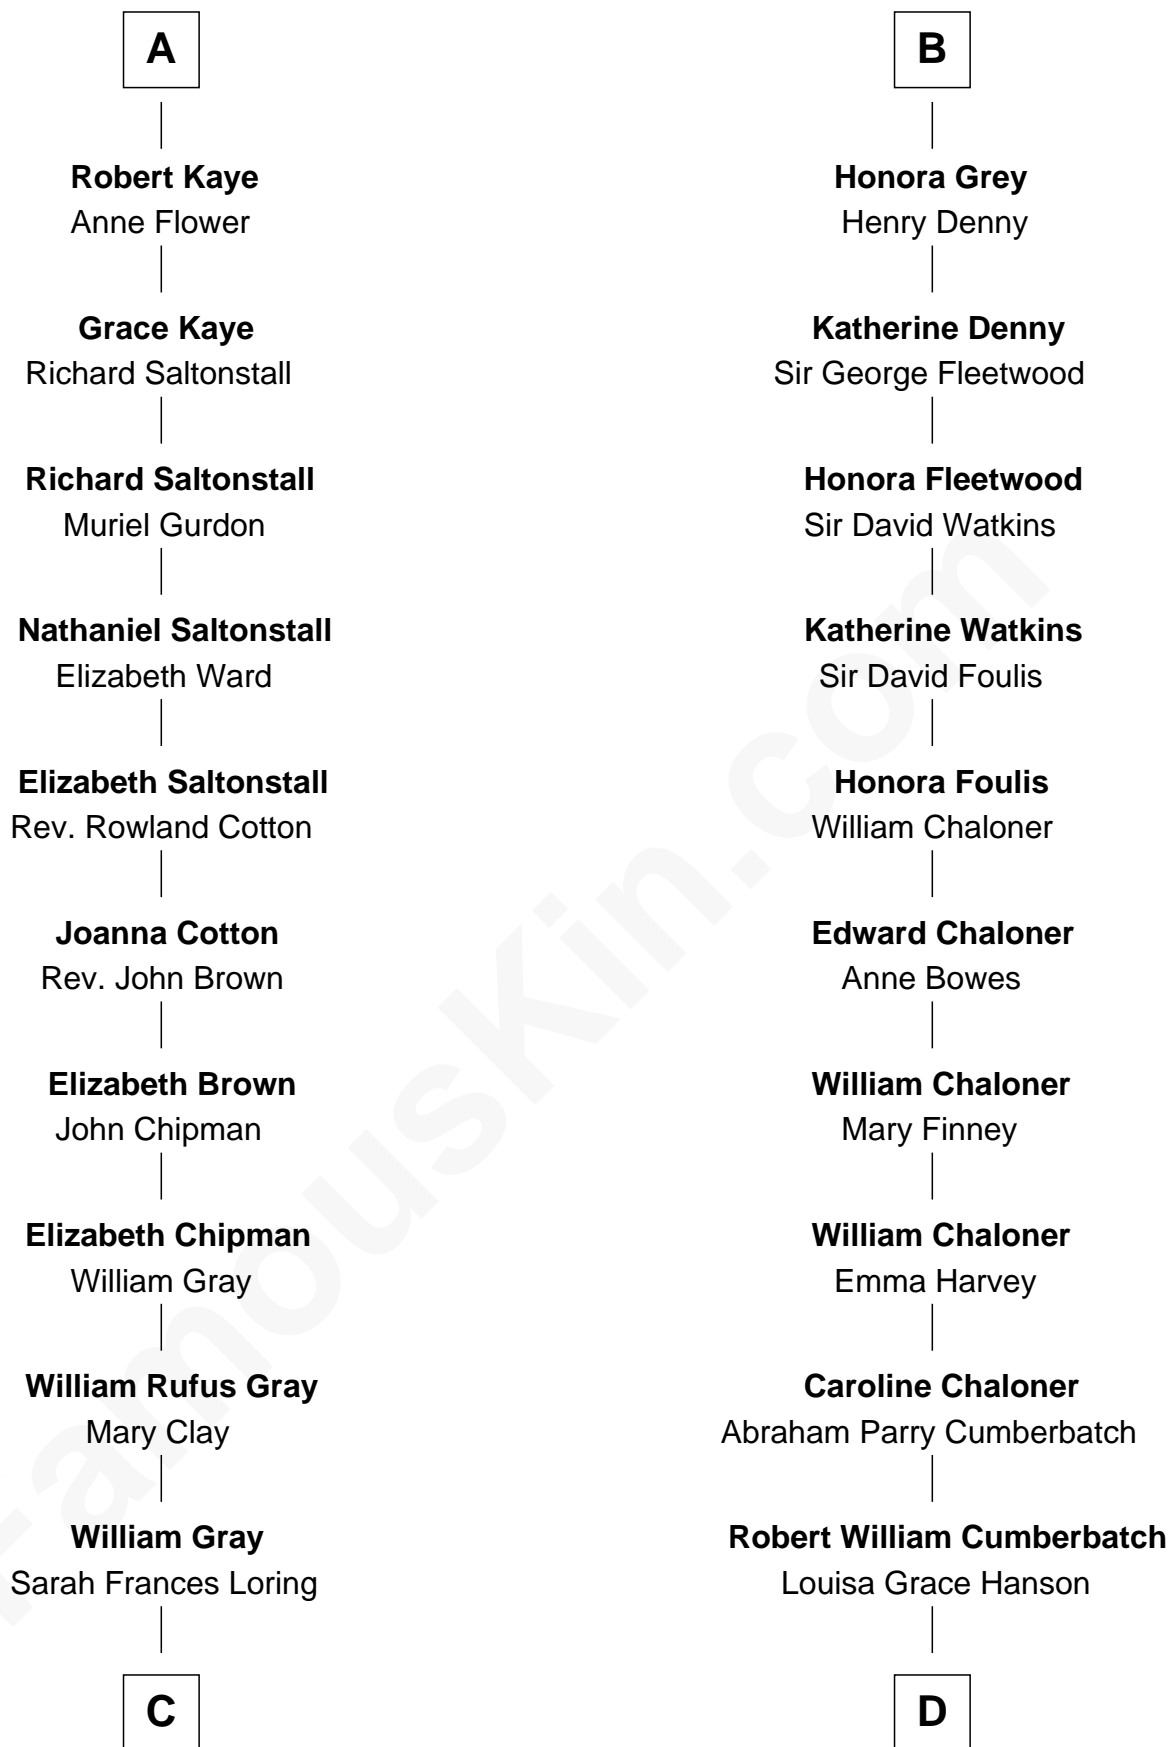 A
Robert Kaye
Anne Flower
Grace Kaye
Richard Saltonstall
Richard Saltonstall
Muriel Gurdon
Nathaniel Saltonstall
Elizabeth Ward
Elizabeth Saltonstall
Rev. Rowland Cotton
Joanna Cotton
Rev. John Brown
Elizabeth Brown
John Chipman
Elizabeth Chipman
William Gray
William Rufus Gray
Mary Clay
William Gray
Sarah Frances Loring
C
B
Honora Grey
Henry Denny
Katherine Denny
Sir George Fleetwood
Honora Fleetwood
Sir David Watkins
Katherine Watkins
Sir David Foulis
Honora Foulis
William Chaloner
Edward Chaloner
Anne Bowes
William Chaloner
Mary Finney
William Chaloner
Emma Harvey
Caroline Chaloner
Abraham Parry Cumberbatch
Robert William Cumberbatch
Louisa Grace Hanson
D
FamousKin.com